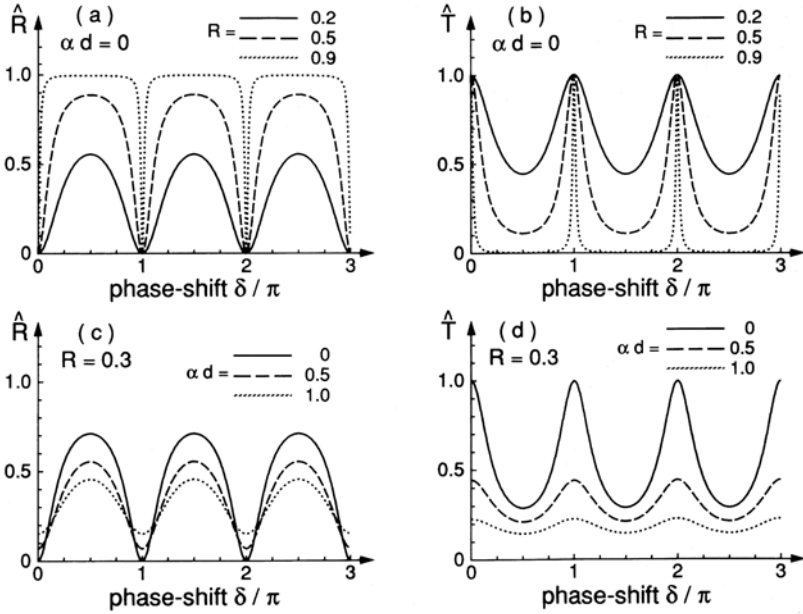 R̂
( a )
α d = 0
R =
0.2
0.5
0.9
1.0
0.5
0
0
1
2
3
phase-shift δ / π
T̂
( b )
α d = 0
R =
0.2
0.5
0.9
1.0
0.5
0
0
1
2
3
phase-shift δ / π
R̂
( c )
R = 0.3
α d =
0
0.5
1.0
1.0
0.5
0
0
1
2
3
phase-shift δ / π
T̂
( d )
R = 0.3
α d =
0
0.5
1.0
1.0
0.5
0
0
1
2
3
phase-shift δ / π